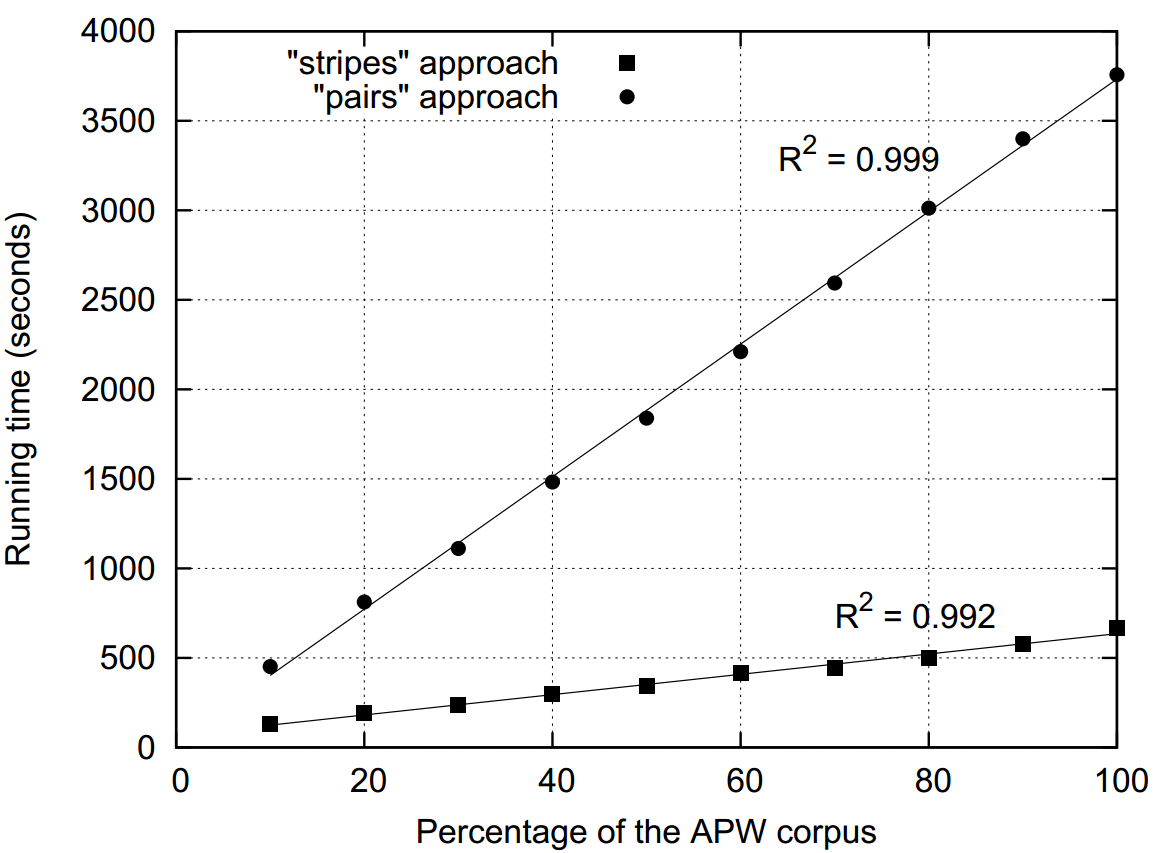 4000
3500
3000
2500
2000
1500
1000
500
0
Running time (seconds)
"stripes" approach
"pairs" approach
R² = 0.999
R² = 0.992
0 20 40 60 80 100
Percentage of the APW corpus